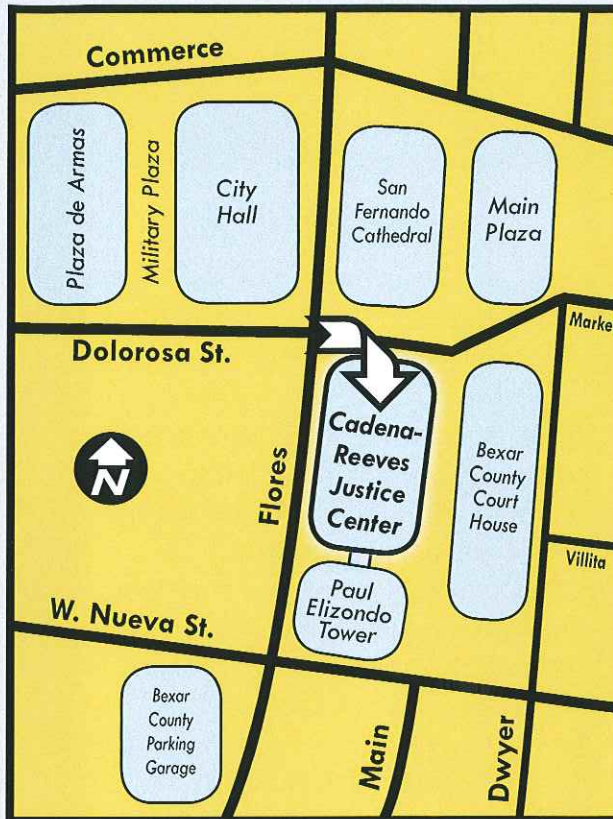 Commerce
Plaza de Armas
Military Plaza
City
Hall
San
Fernando
Cathedral
Main
Plaza
Marke
Dolorosa St.
N
Flores
Cadena-
Reeves
Justice
Center
Bexar
County
Court
House
Villita
Paul
Elizondo
Tower
W. Nueva St.
Bexar
County
Parking
Garage
Main
Dwyer